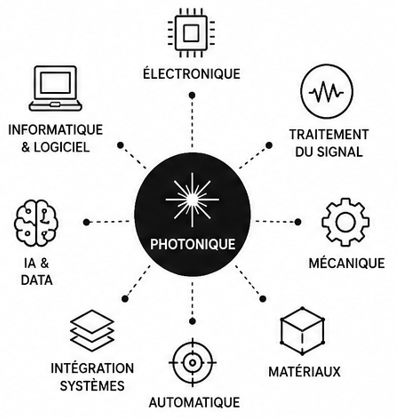 ÉLECTRONIQUE
INFORMATIQUE
& LOGICIEL
TRAITEMENT
DU SIGNAL
PHOTONIQUE
IA &
DATA
MÉCANIQUE
INTÉGRATION
SYSTÈMES
MATÉRIAUX
AUTOMATIQUE